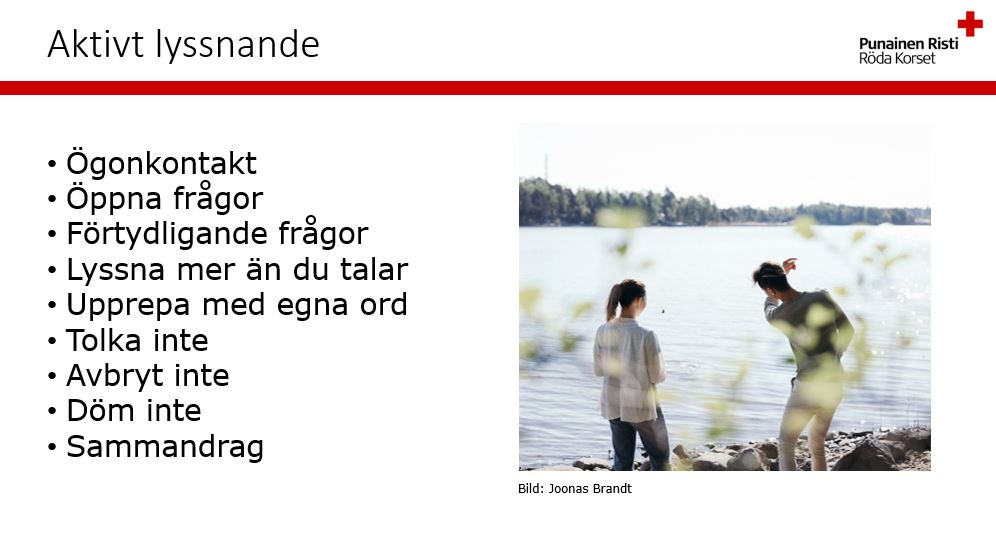 Aktivt lyssnande
Punainen Risti
Röda Korset
• Ögonkontakt
• Öppna frågor
• Förtydligande frågor
• Lyssna mer än du talar
• Upprepa med egna ord
• Tolka inte
• Avbryt inte
• Döm inte
• Sammandrag
Bild: Joonas Brandt